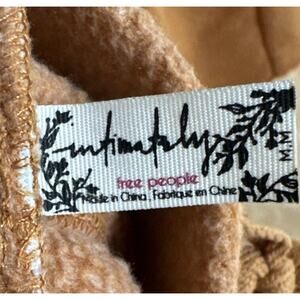 intimately
free people
Made in China, Fabriqué en Chine
M/M